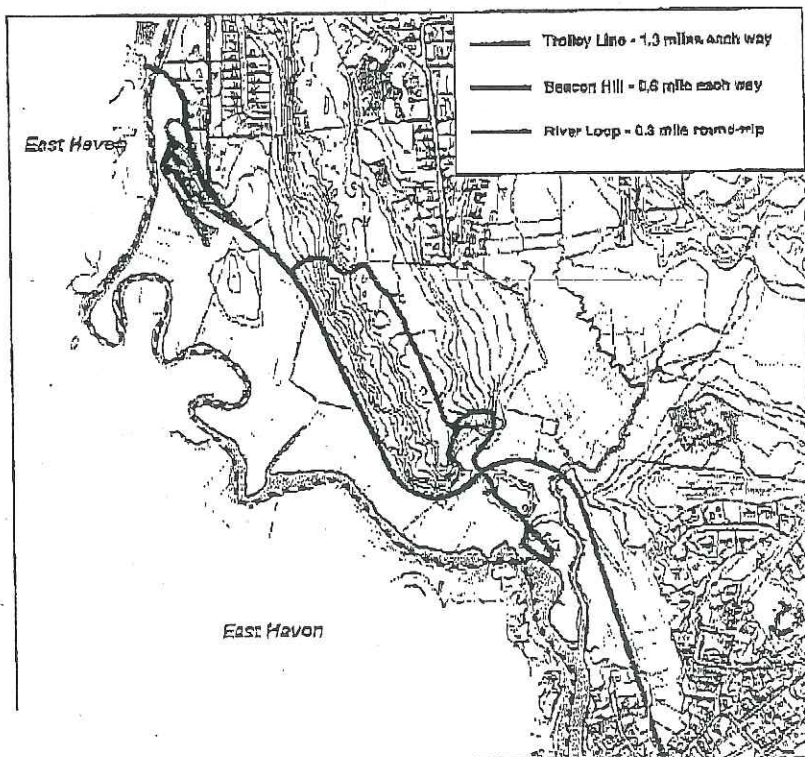 Trolley Line - 1.3 miles each way
Beacon Hill - 0.6 mile each way
River Loop - 0.3 mile round-trip
East Haven
East Haven